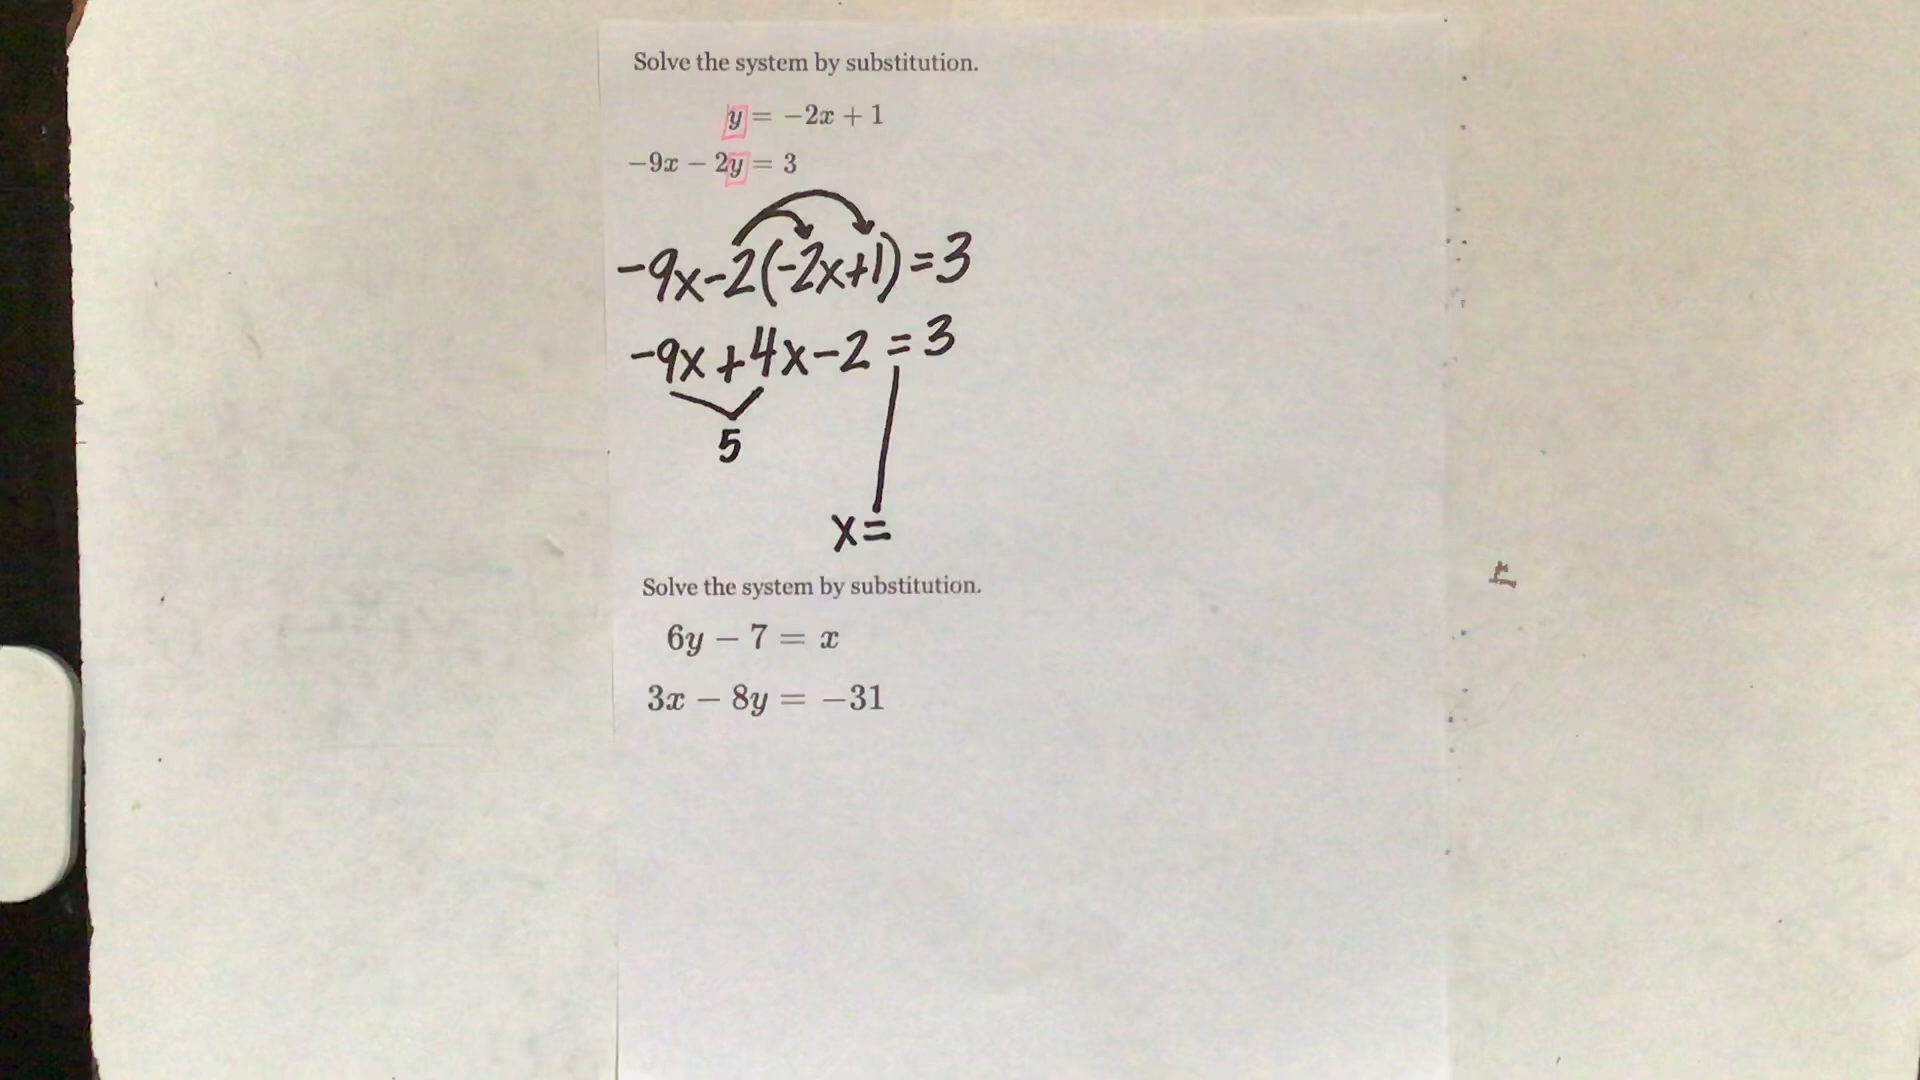 Solve the system by substitution.
y = −2x + 1
−9x − 2y = 3
-9x-2(-2x+1)=3
-9x+4x-2=3
5
x=
Solve the system by substitution.
6y − 7 = x
3x − 8y = −31